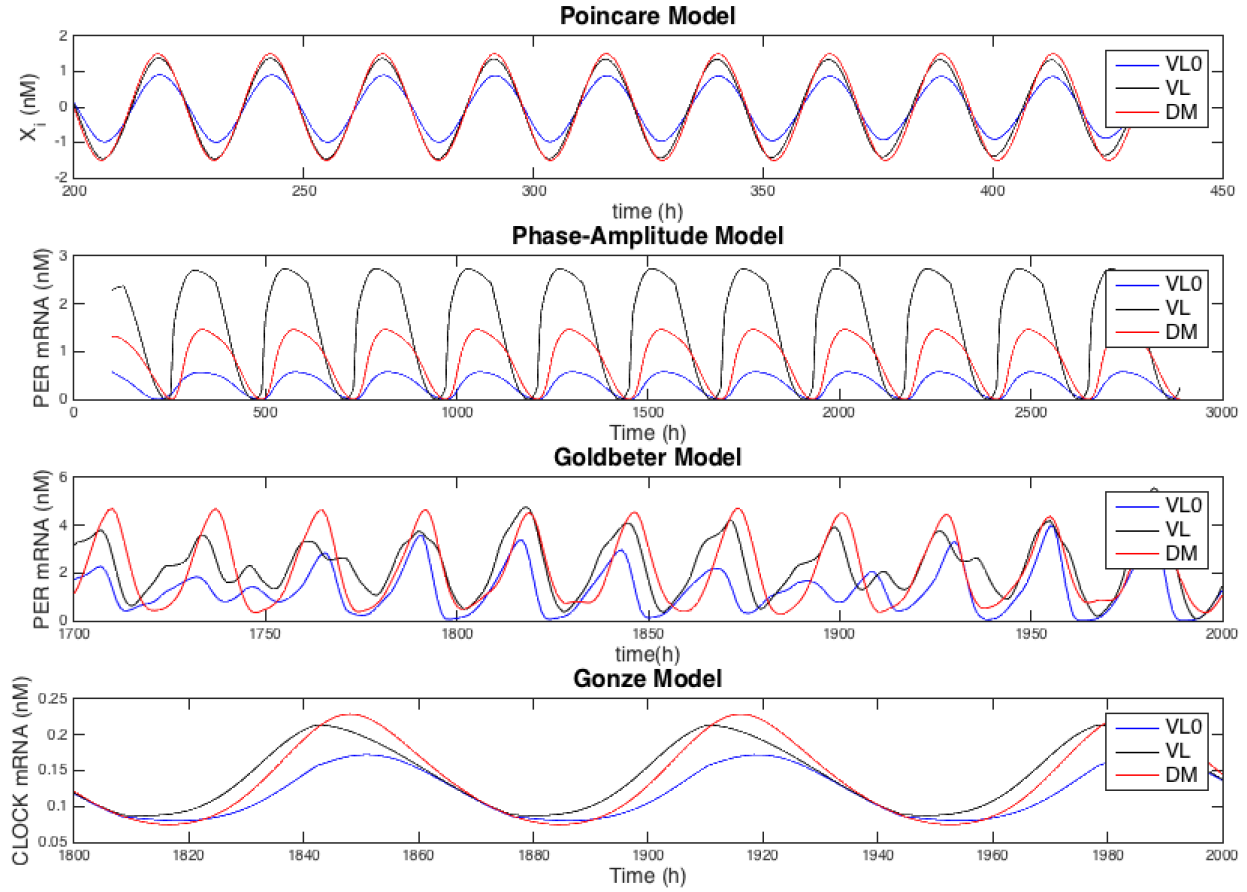 Poincare Model
2
1
0
-1
-2
X_i (nM)
VL0
VL
DM
200 250 300 350 400 450
time (h)
Phase-Amplitude Model
3
2
1
0
PER mRNA (nM)
VL0
VL
DM
0 500 1000 1500 2000 2500 3000
Time (h)
Goldbeter Model
6
4
2
0
PER mRNA (nM)
VL0
VL
DM
1700 1750 1800 1850 1900 1950 2000
time(h)
Gonze Model
0.25
0.2
0.15
0.1
0.05
CLOCK mRNA (nM)
VL0
VL
DM
1800 1820 1840 1860 1880 1900 1920 1940 1960 1980 2000
Time (h)